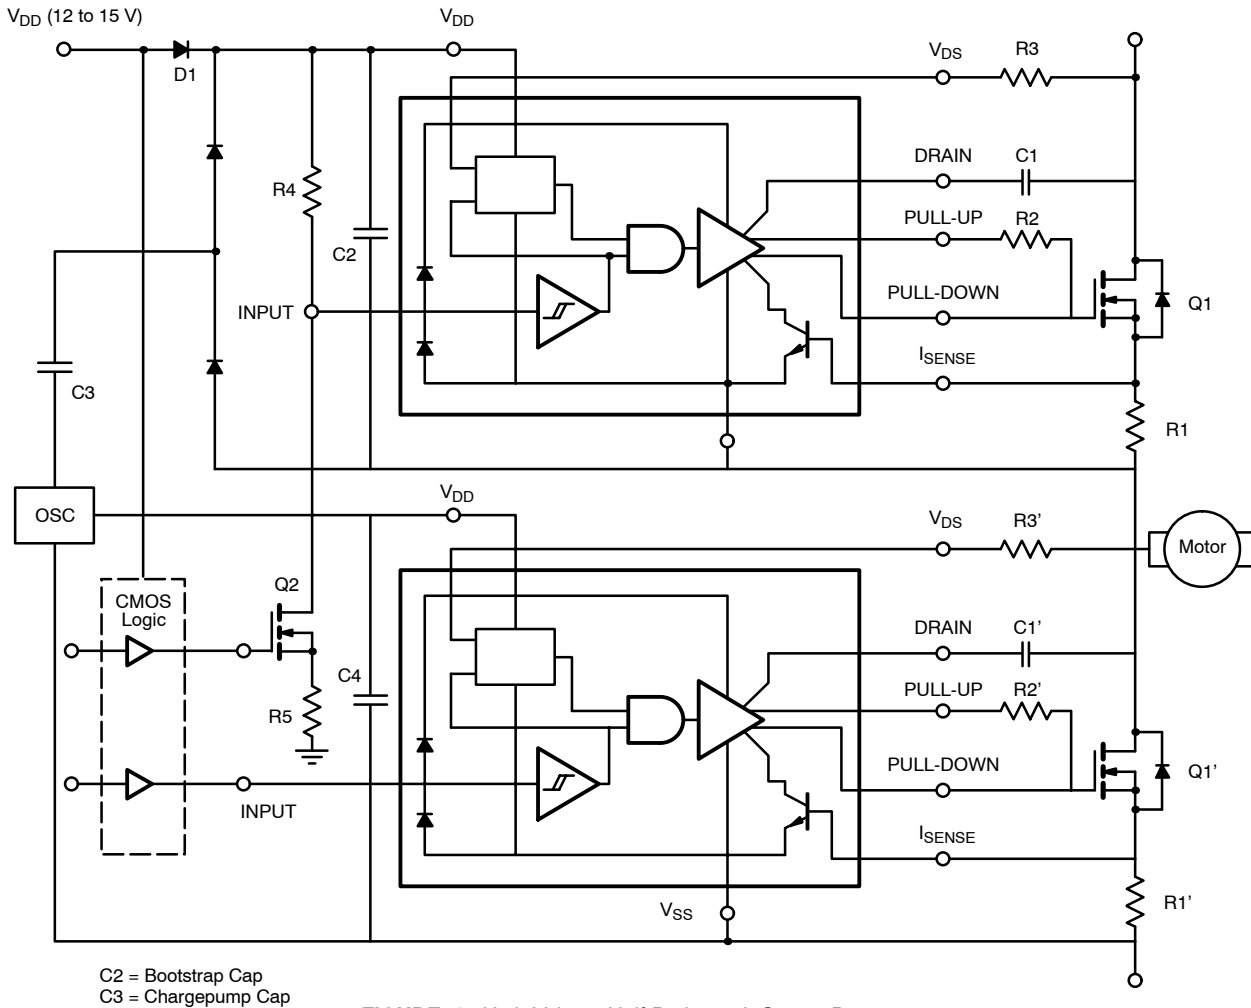 VDD (12 to 15 V)
VDD
D1
VDS
R3
DRAIN
C1
R4
PULL-UP
R2
C2
INPUT
PULL-DOWN
Q1
ISENSE
C3
R1
VDD
OSC
VDS
R3’
Motor
Q2
CMOS
Logic
DRAIN
C1’
C4
PULL-UP
R2’
R5
PULL-DOWN
Q1’
INPUT
ISENSE
VSS
R1’
C2 = Bootstrap Cap
C3 = Chargepump Cap